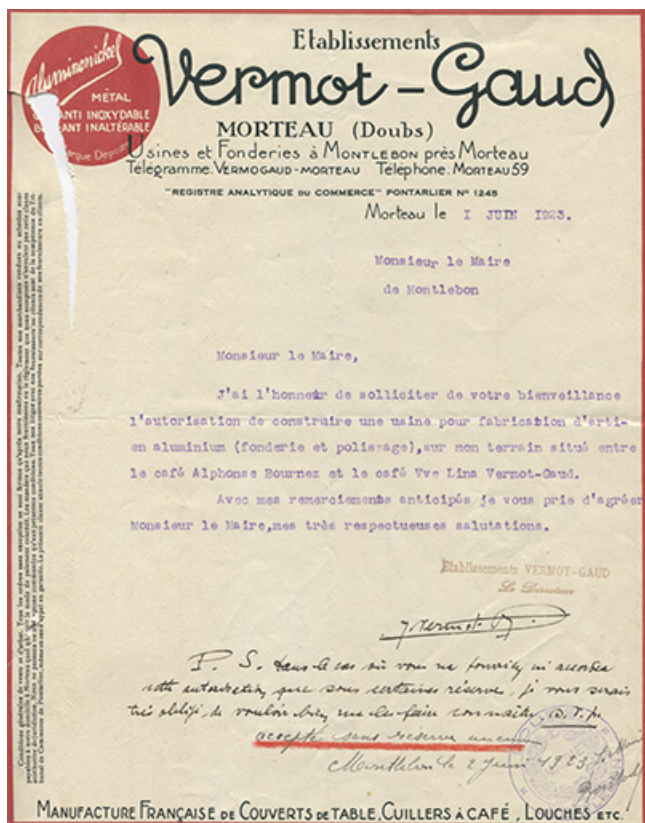 Aluminonickel
MÉTAL
GARANTI INOXYDABLE
BRILLANT INALTÉRABLE
Marque Déposée
Etablissements
Vermot-Gaud
MORTEAU (Doubs)
Usines et Fonderies à MONTLEBON près Morteau
Télégramme: VERMOGAUD-MORTEAU Téléphone: MORTEAU 59
"REGISTRE ANALYTIQUE DU COMMERCE" PONTARLIER No 1245
Morteau le 1 JUIN 1923.
Monsieur le Maire
de Montlebon
Monsieur le Maire,
J'ai l'honneur de solliciter de votre bienveillance
l'autorisation de construire une usine pour fabrication d'arti-
en aluminium (fonderie et polissage),sur mon terrain situé entre
le café Alphonse Bournez et le café Vve Lina Vermot-Gaud.
Avec mes remerciements anticipés je vous prie d'agréer
Monsieur le Maire,mes très respectueuses salutations.
Etablissements VERMOT-GAUD
Le Directeur
P. S. dans le cas où vous ne pourriez m'accorder
cette autorisation que sous certaines réserve, je vous serais
très obligé, de vouloir bien me les faire connaître S.V.P.
accepté sans réserve aucune
Montlebon le 2 Juin 1923
MANUFACTURE FRANÇAISE DE COUVERTS DE TABLE, CUILLERS À CAFÉ, LOUCHES ETC.